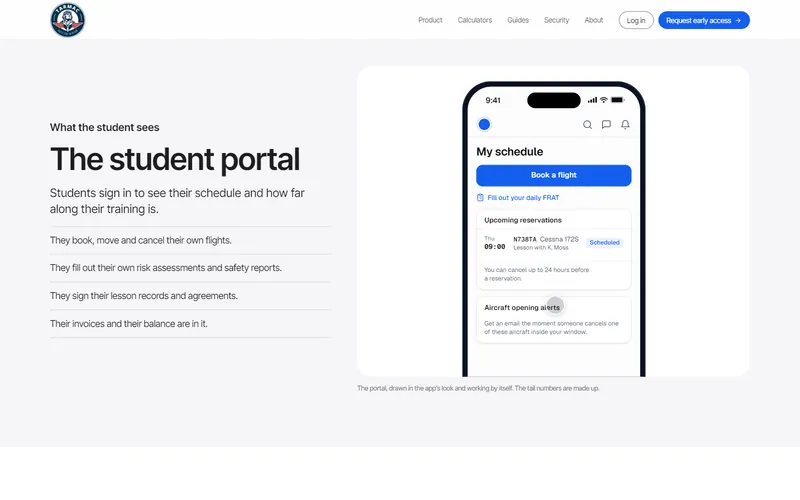 TARMAC
Product
Calculators
Guides
Security
About
Log in
Request early access →
What the student sees
The student portal
Students sign in to see their schedule and how far
along their training is.
They book, move and cancel their own flights.
They fill out their own risk assessments and safety reports.
They sign their lesson records and agreements.
Their invoices and their balance are in it.
9:41
My schedule
Book a flight
Fill out your daily FRAT
Upcoming reservations
Thu
09:00
N738TA Cessna 172S
Lesson with K. Moss
Scheduled
You can cancel up to 24 hours before
a reservation.
Aircraft opening alerts
Get an email the moment someone cancels one
of these aircraft inside your window.
The portal, drawn in the app's look and working by itself. The tail numbers are made up.